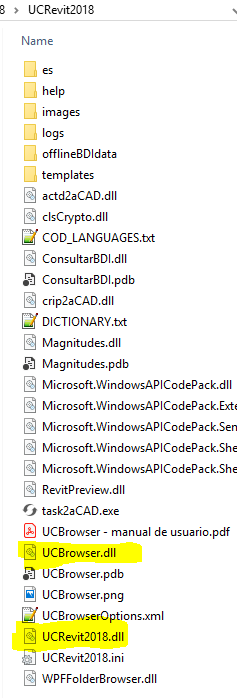 8 > UCRevit2018
Name
es
help
images
logs
offlineBDIdata
templates
actd2aCAD.dll
clsCrypto.dll
COD_LANGUAGES.txt
ConsultarBDI.dll
ConsultarBDI.pdb
crip2aCAD.dll
DICTIONARY.txt
Magnitudes.dll
Magnitudes.pdb
Microsoft.WindowsAPICodePack.dll
Microsoft.WindowsAPICodePack.Exte
Microsoft.WindowsAPICodePack.Sen
Microsoft.WindowsAPICodePack.She
Microsoft.WindowsAPICodePack.She
RevitPreview.dll
task2aCAD.exe
UCBrowser - manual de usuario.pdf
UCBrowser.dll
UCBrowser.pdb
UCBrowser.png
UCBrowserOptions.xml
UCRevit2018.dll
UCRevit2018.ini
WPFFolderBrowser.dll